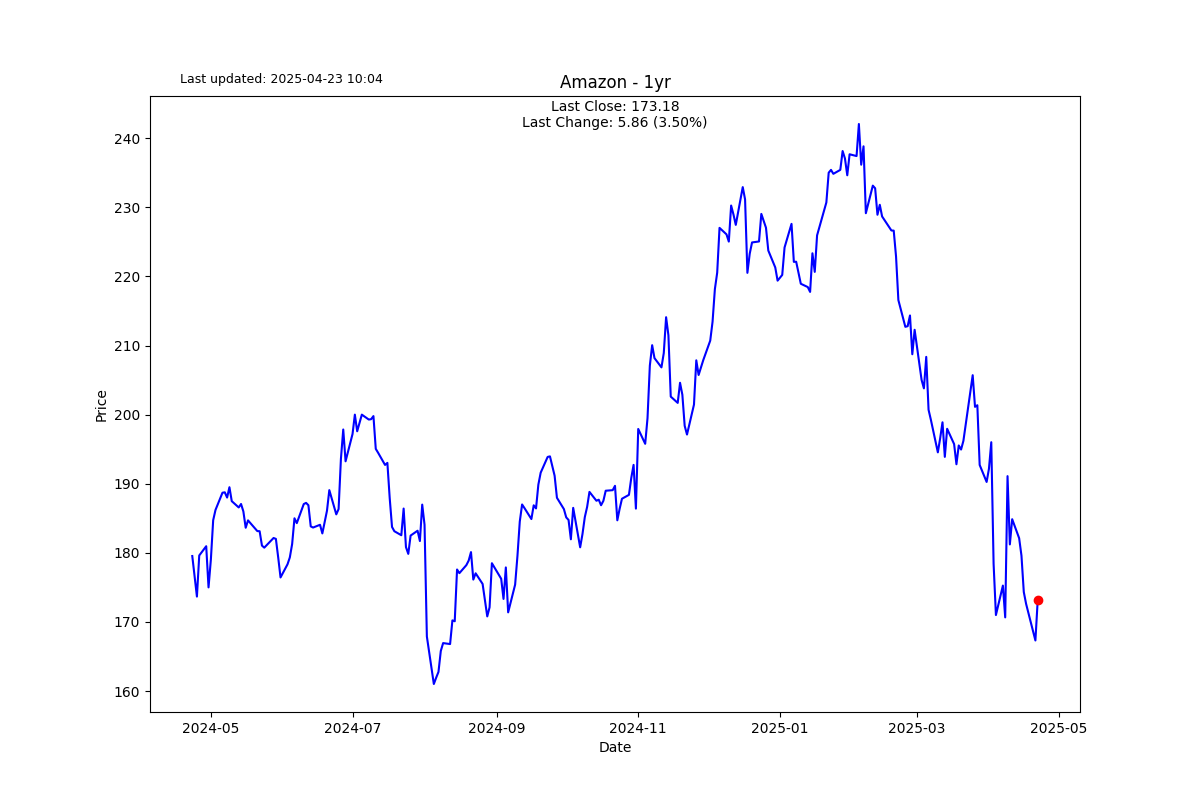 Last updated: 2025-04-23 10:04
Amazon - 1yr
Last Close: 173.18
Last Change: 5.86 (3.50%)
240
230
220
210
200
190
180
170
160
Price
2024-05
2024-07
2024-09
2024-11
2025-01
2025-03
2025-05
Date